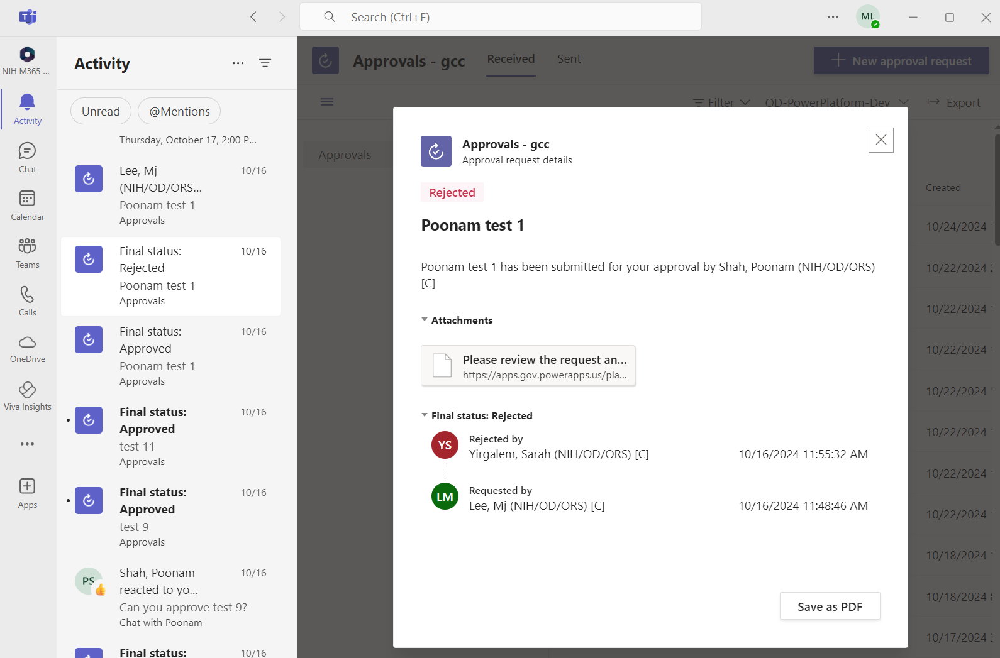 Search (Ctrl+E)
ML
NIH M365 ...
Activity
Chat
Calendar
Teams
Calls
OneDrive
Viva Insights
Apps
Activity
Unread
@Mentions
Thursday, October 17, 2:00 P...
Lee, Mj
10/16
(NIH/OD/ORS...
Poonam test 1
Approvals
Final status:
10/16
Rejected
Poonam test 1
Approvals
Final status:
10/16
Approved
Poonam test 1
Approvals
Final status:
10/16
Approved
test 11
Approvals
Final status:
10/16
Approved
test 9
Approvals
PS
Shah, Poonam
10/16
reacted to yo...
Can you approve test 9?
Chat with Poonam
Final status:
10/16
Approvals - gcc
Received
Sent
New approval request
Filter
OD-PowerPlatform-Dev
Export
Approvals
Created
10/24/2024
10/22/2024
10/22/2024
10/22/2024
10/22/2024
10/22/2024
10/22/2024
10/22/2024
10/18/2024
10/18/2024
10/17/2024
Approvals - gcc
Approval request details
Rejected
Poonam test 1
Poonam test 1 has been submitted for your approval by Shah, Poonam (NIH/OD/ORS)
[C]
Attachments
Please review the request an...
https://apps.gov.powerapps.us/pla...
Final status: Rejected
YS
Rejected by
Yirgalem, Sarah (NIH/OD/ORS) [C]
10/16/2024 11:55:32 AM
LM
Requested by
Lee, Mj (NIH/OD/ORS) [C]
10/16/2024 11:48:46 AM
Save as PDF